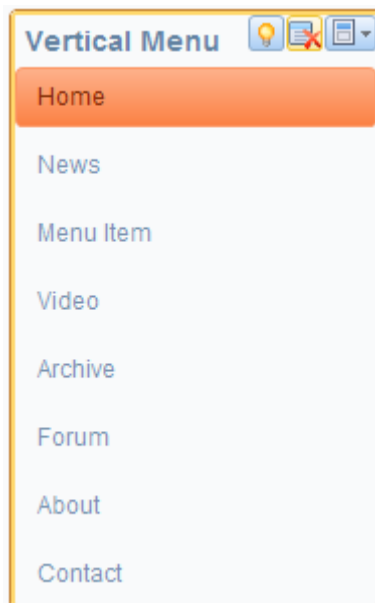 Vertical Menu
Home
News
Menu Item
Video
Archive
Forum
About
Contact